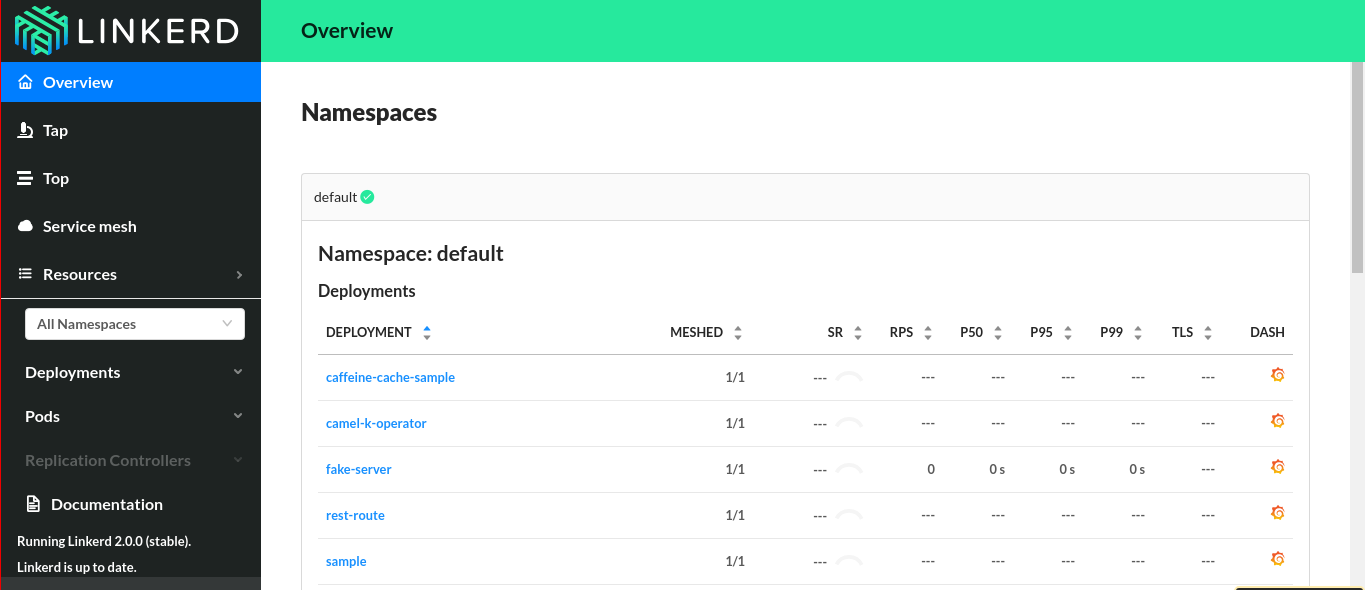 LINKERD
Overview
Overview
Tap
Top
Service mesh
Resources
All Namespaces
Deployments
Pods
Replication Controllers
Documentation
Running Linkerd 2.0.0 (stable).
Linkerd is up to date.
Namespaces
default
Namespace: default
Deployments
DEPLOYMENT MESHED SR RPS P50 P95 P99 TLS DASH
caffeine-cache-sample 1/1 --- --- --- --- --- ---
camel-k-operator 1/1 --- --- --- --- --- ---
fake-server 1/1 --- 0 0 s 0 s 0 s ---
rest-route 1/1 --- --- --- --- --- ---
sample 1/1 --- --- --- --- --- ---